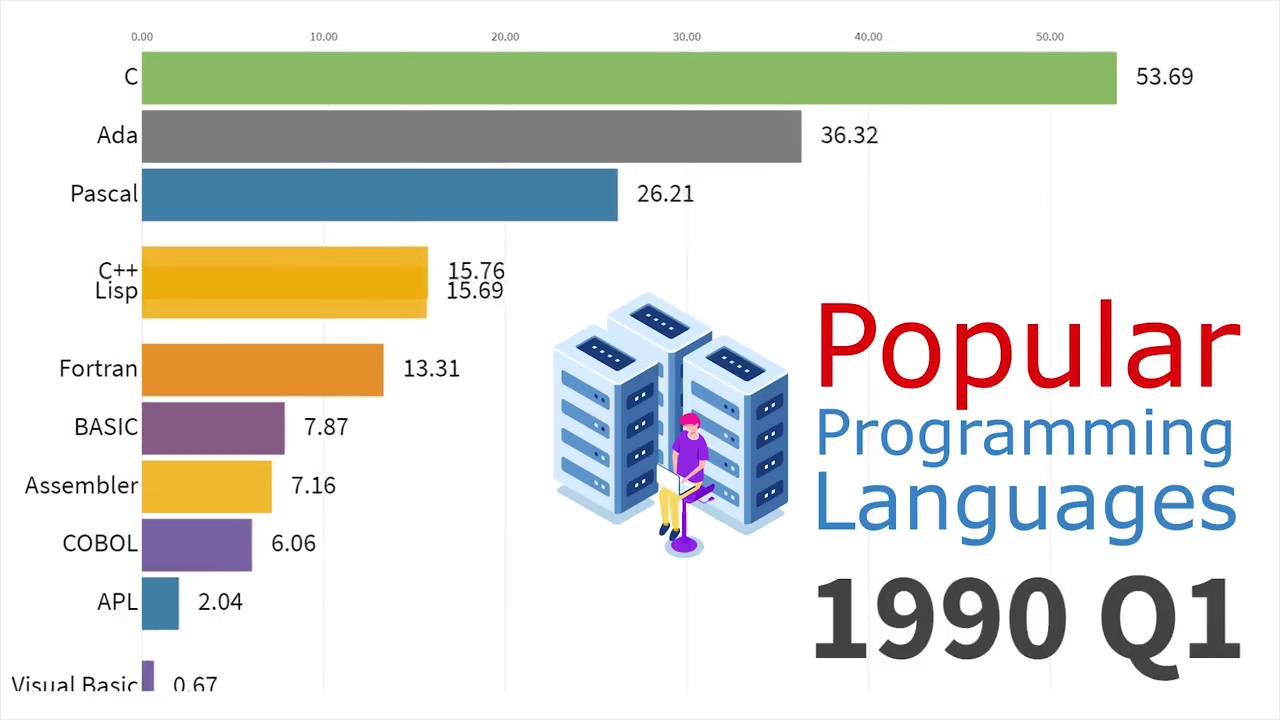 0.00 10.00 20.00 30.00 40.00 50.00
C 53.69
Ada 36.32
Pascal 26.21
C++ 15.76
Lisp 15.69
Fortran 13.31
BASIC 7.87
Assembler 7.16
COBOL 6.06
APL 2.04
Visual Basic 0.67
Popular
Programming
Languages
1990 Q1